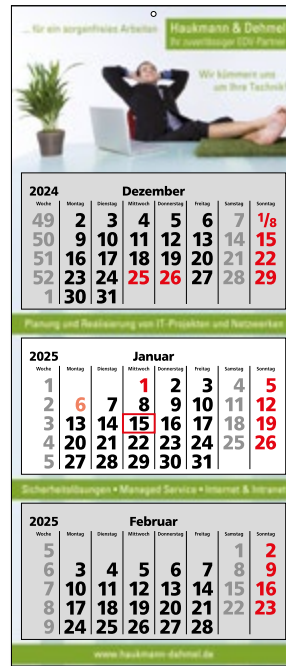 ... für ein sorgenfreies Arbeiten
Haukmann & Dehmel
Ihr zuverlässiger EDV-Partner
Wir kümmern uns
um Ihre Technik!
2024 Dezember
Woche Montag Dienstag Mittwoch Donnerstag Freitag Samstag Sonntag
49 2 3 4 5 6 7 1/8
50 9 10 11 12 13 14 15
51 16 17 18 19 20 21 22
52 23 24 25 26 27 28 29
1 30 31
Planung und Realisierung von IT-Projekten und Netzwerken
2025 Januar
Woche Montag Dienstag Mittwoch Donnerstag Freitag Samstag Sonntag
1 1 2 3 4 5
2 6 7 8 9 10 11 12
3 13 14 15 16 17 18 19
4 20 21 22 23 24 25 26
5 27 28 29 30 31
Sicherheitslösungen • Managed Service • Internet & Intranet
2025 Februar
Woche Montag Dienstag Mittwoch Donnerstag Freitag Samstag Sonntag
5 1 2
6 3 4 5 6 7 8 9
7 10 11 12 13 14 15 16
8 17 18 19 20 21 22 23
9 24 25 26 27 28
www.haukmann-dehmel.de